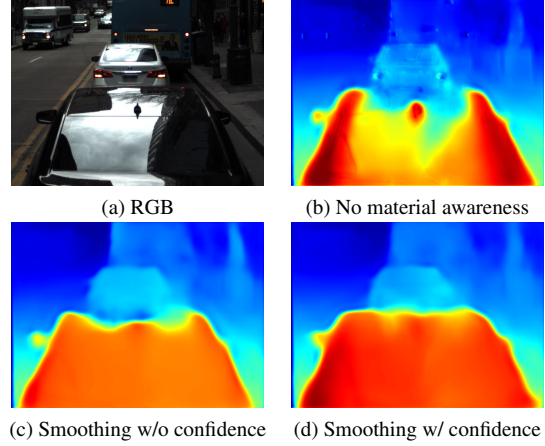 (a) RGB
(b) No material awareness
(c) Smoothing w/o confidence
(d) Smoothing w/ confidence